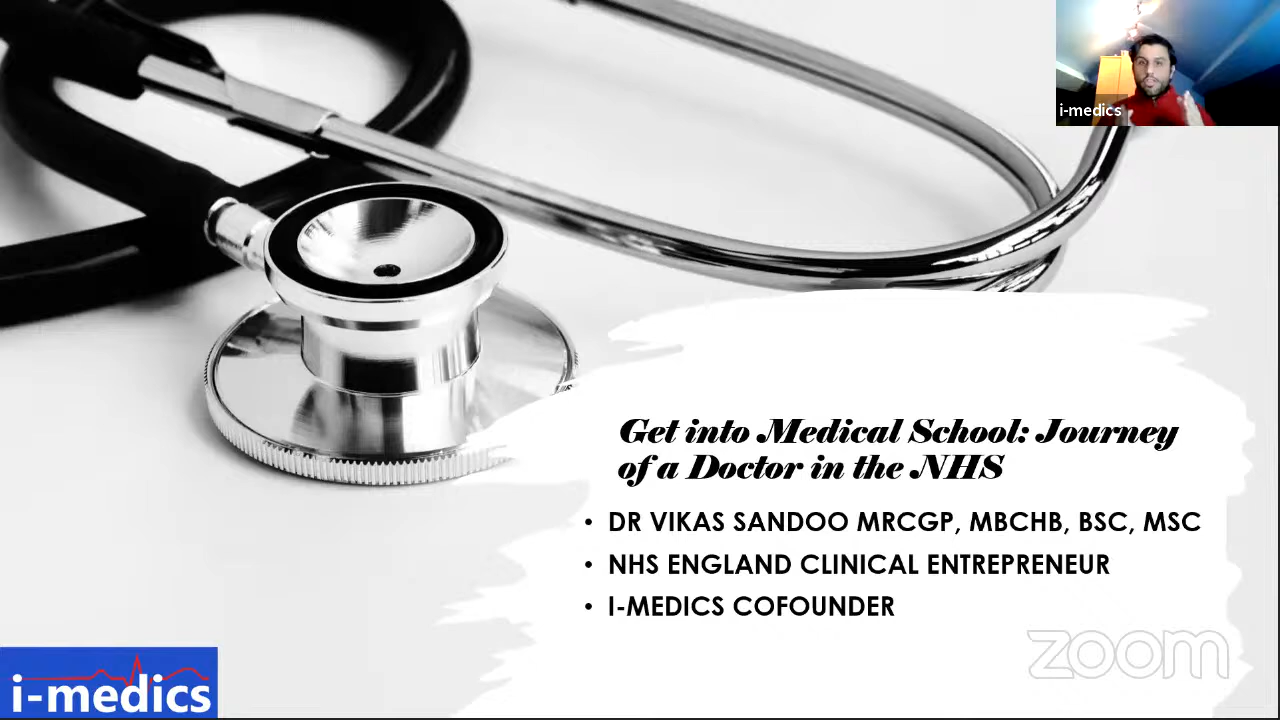 i-medics
Get into Medical School: Journey
of a Doctor in the NHS
• DR VIKAS SANDOO MRCGP, MBCHB, BSC, MSC
• NHS ENGLAND CLINICAL ENTREPRENEUR
• I-MEDICS COFOUNDER
zoom
i-medics